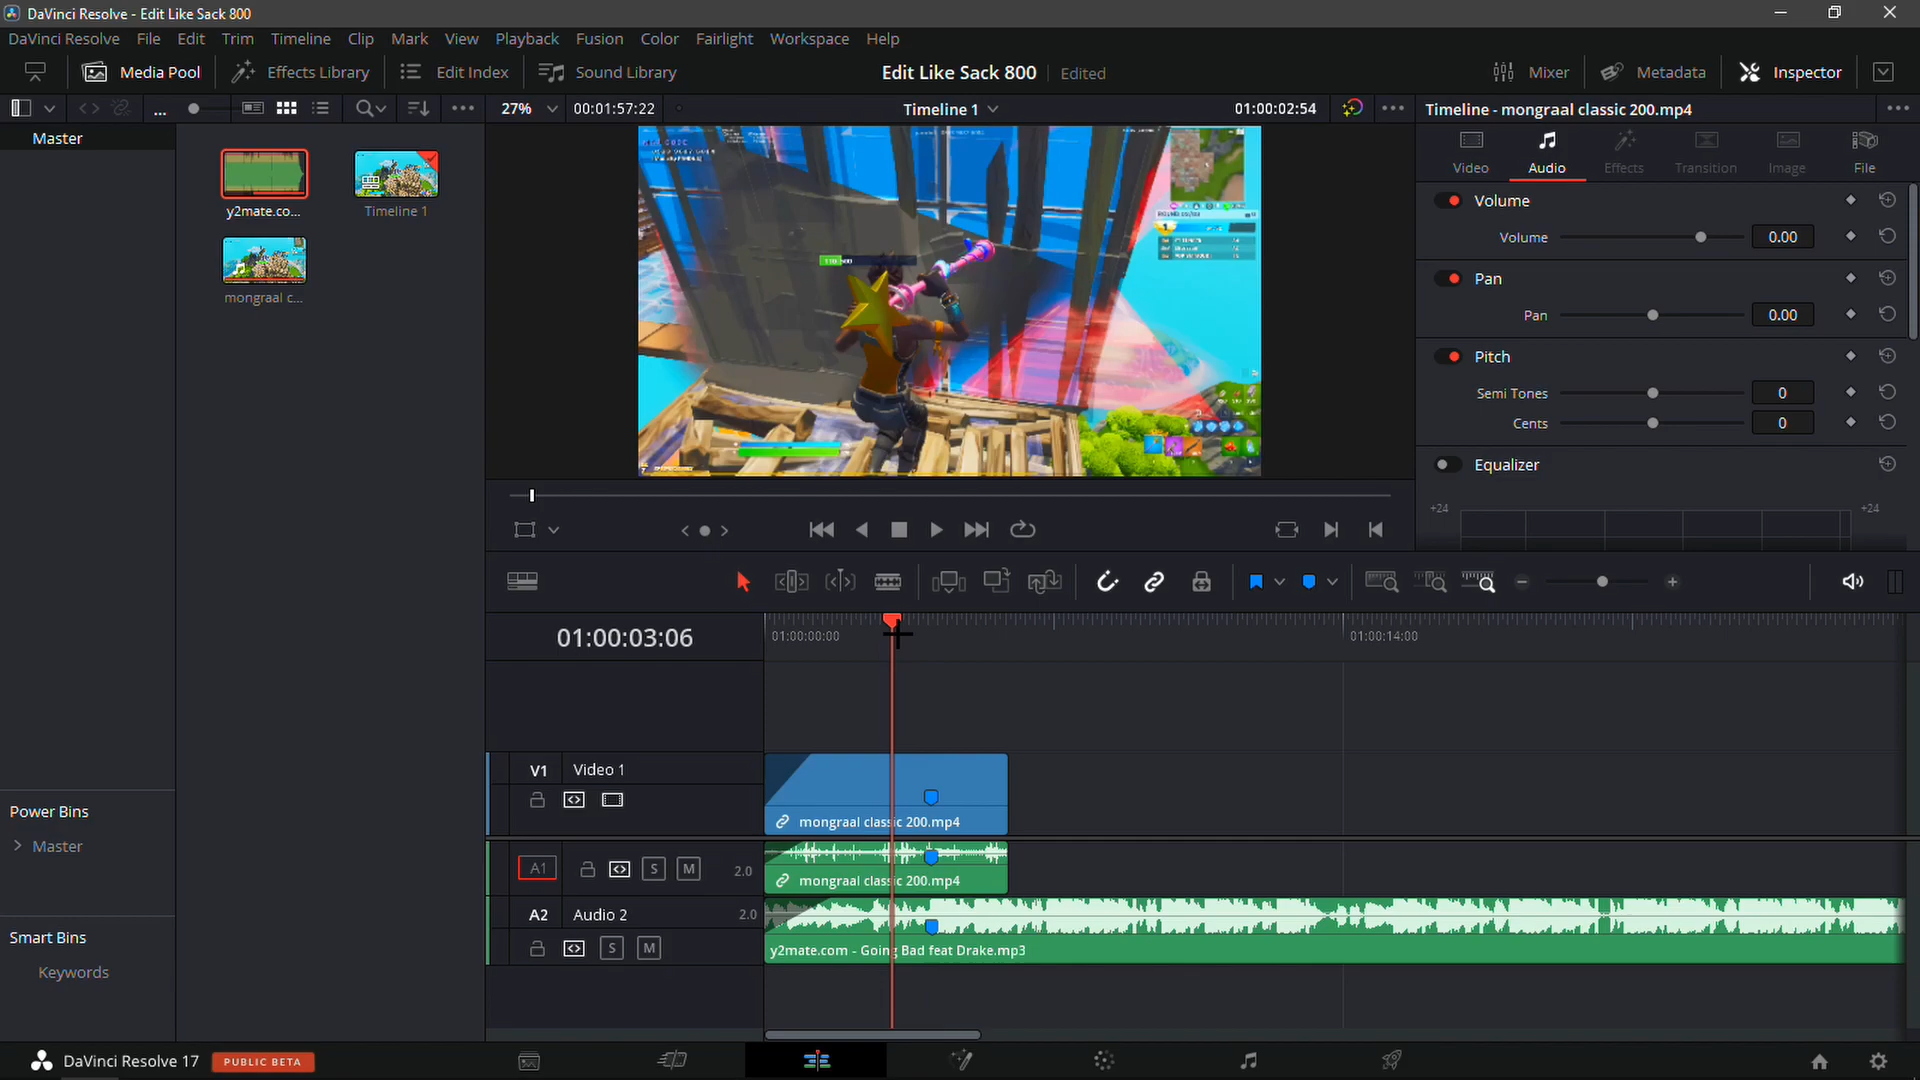 DaVinci Resolve - Edit Like Sack 800
DaVinci Resolve File Edit Trim Timeline Clip Mark View Playback Fusion Color Fairlight Workspace Help
Media Pool Effects Library Edit Index Sound Library Edit Like Sack 800 Edited Mixer Metadata Inspector
... 27% 00:01:57:22 Timeline 1 01:00:02:54 Timeline - mongraal classic 200.mp4
Master
Video Audio Effects Transition Image File
y2mate.co... Timeline 1
mongraal c...
Volume
Volume 0.00
Pan
Pan 0.00
Pitch
Semi Tones 0
Cents 0
Equalizer
+24 +24
01:00:03:06
01:00:00:00 01:00:14:00
V1 Video 1
mongraal classic 200.mp4
A1 S M 2.0
mongraal classic 200.mp4
A2 Audio 2 2.0
S M
y2mate.com - Going Bad feat Drake.mp3
Power Bins
Master
Smart Bins
Keywords
DaVinci Resolve 17 PUBLIC BETA